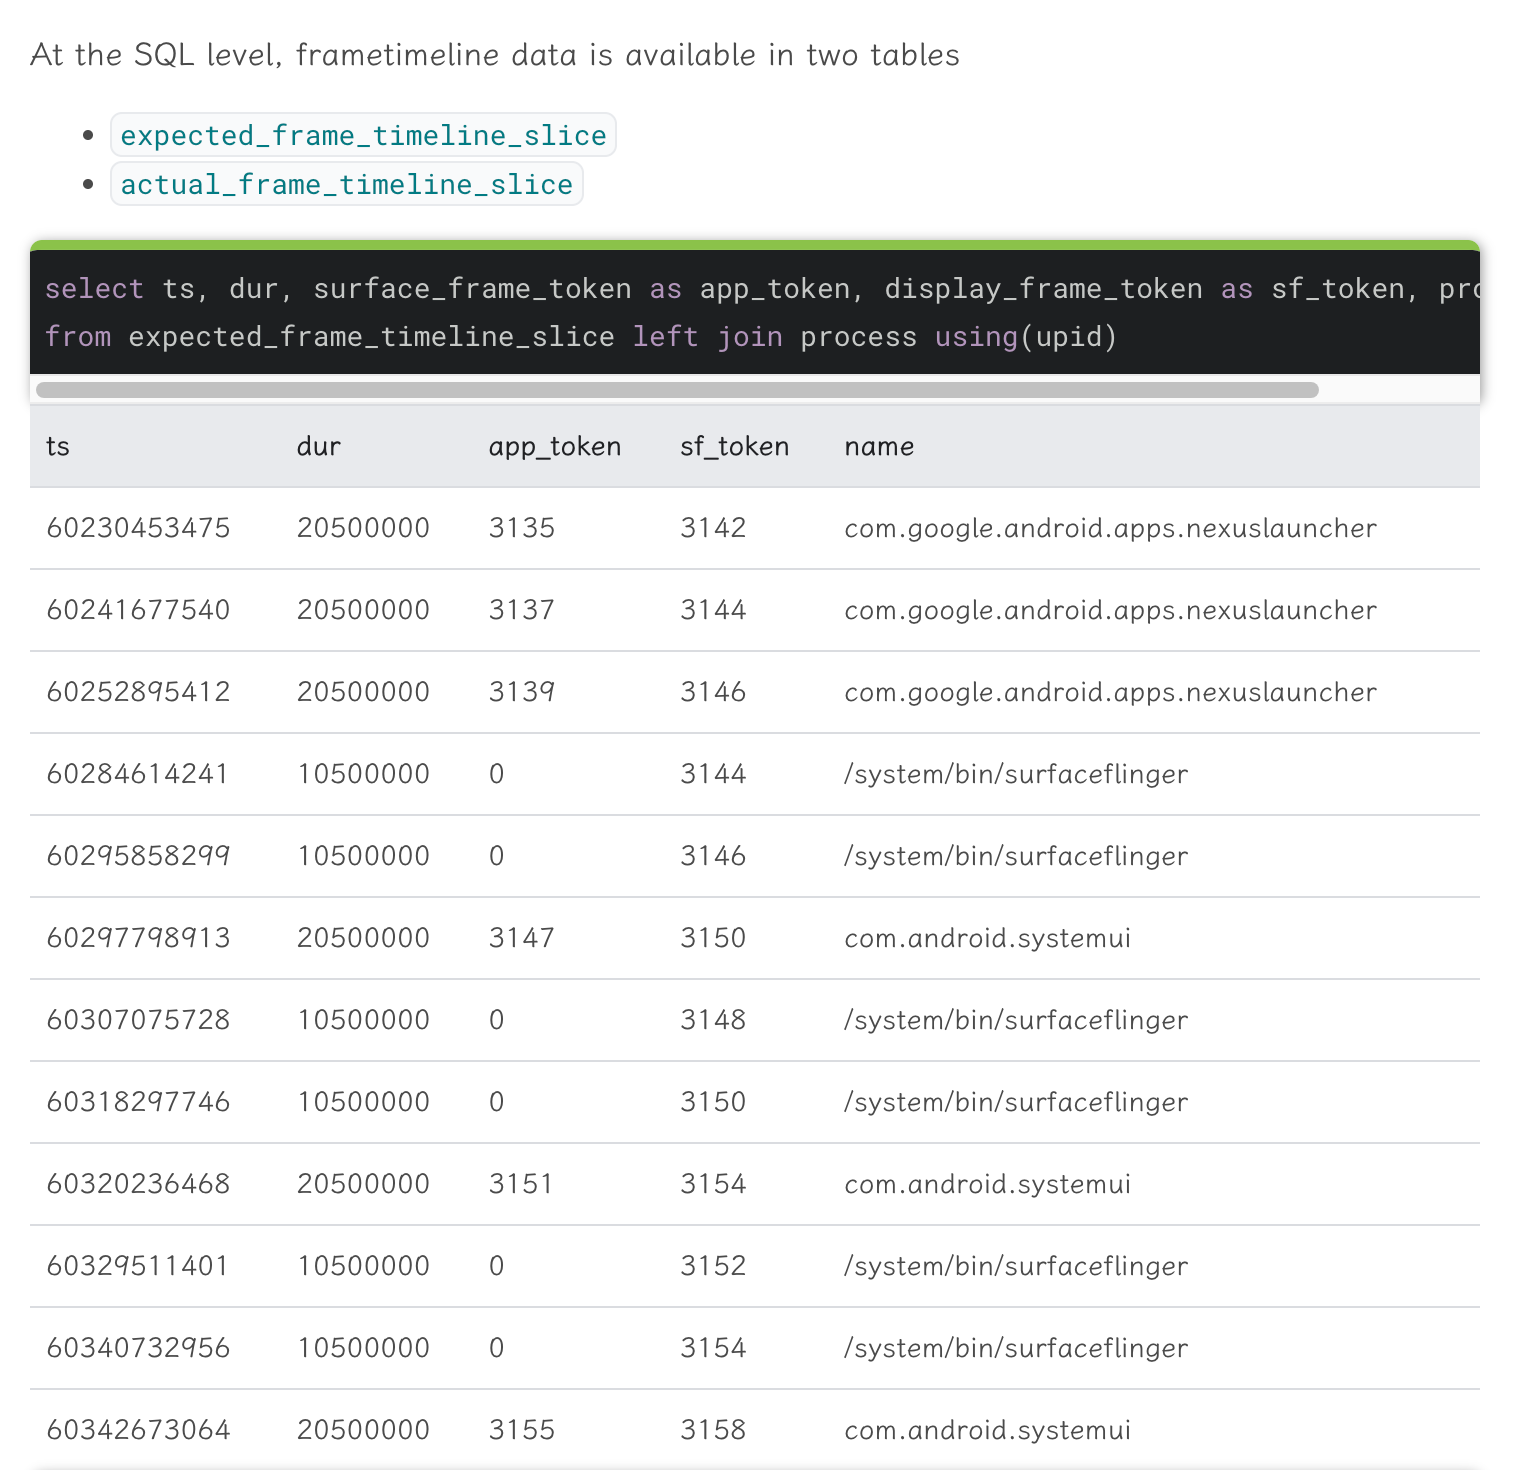 At the SQL level, frametimeline data is available in two tables
• expected_frame_timeline_slice
• actual_frame_timeline_slice
select ts, dur, surface_frame_token as app_token, display_frame_token as sf_token,
from expected_frame_timeline_slice left join process using(upid)
ts dur app_token sf_token name
60230453475 20500000 3135 3142 com.google.android.apps.nexuslauncher
60241677540 20500000 3137 3144 com.google.android.apps.nexuslauncher
60252895412 20500000 3139 3146 com.google.android.apps.nexuslauncher
60284614241 10500000 0 3144 /system/bin/surfaceflinger
60295858299 10500000 0 3146 /system/bin/surfaceflinger
60297798913 20500000 3147 3150 com.android.systemui
60307075728 10500000 0 3148 /system/bin/surfaceflinger
60318297746 10500000 0 3150 /system/bin/surfaceflinger
60320236468 20500000 3151 3154 com.android.systemui
60329511401 10500000 0 3152 /system/bin/surfaceflinger
60340732956 10500000 0 3154 /system/bin/surfaceflinger
60342673064 20500000 3155 3158 com.android.systemui